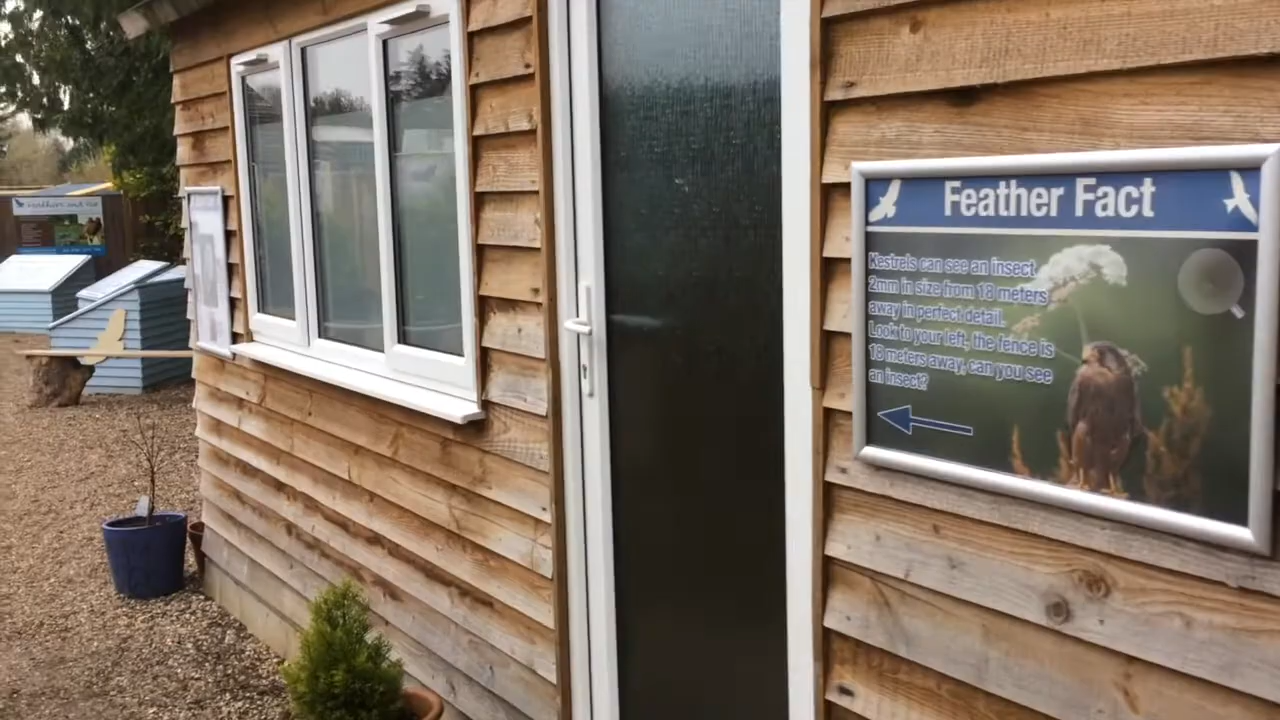 Feather Fact
Kestrels can see an insect
2mm in size from 18 meters
away in perfect detail.
Look to your left, the fence is
18 meters away, can you see
an insect?